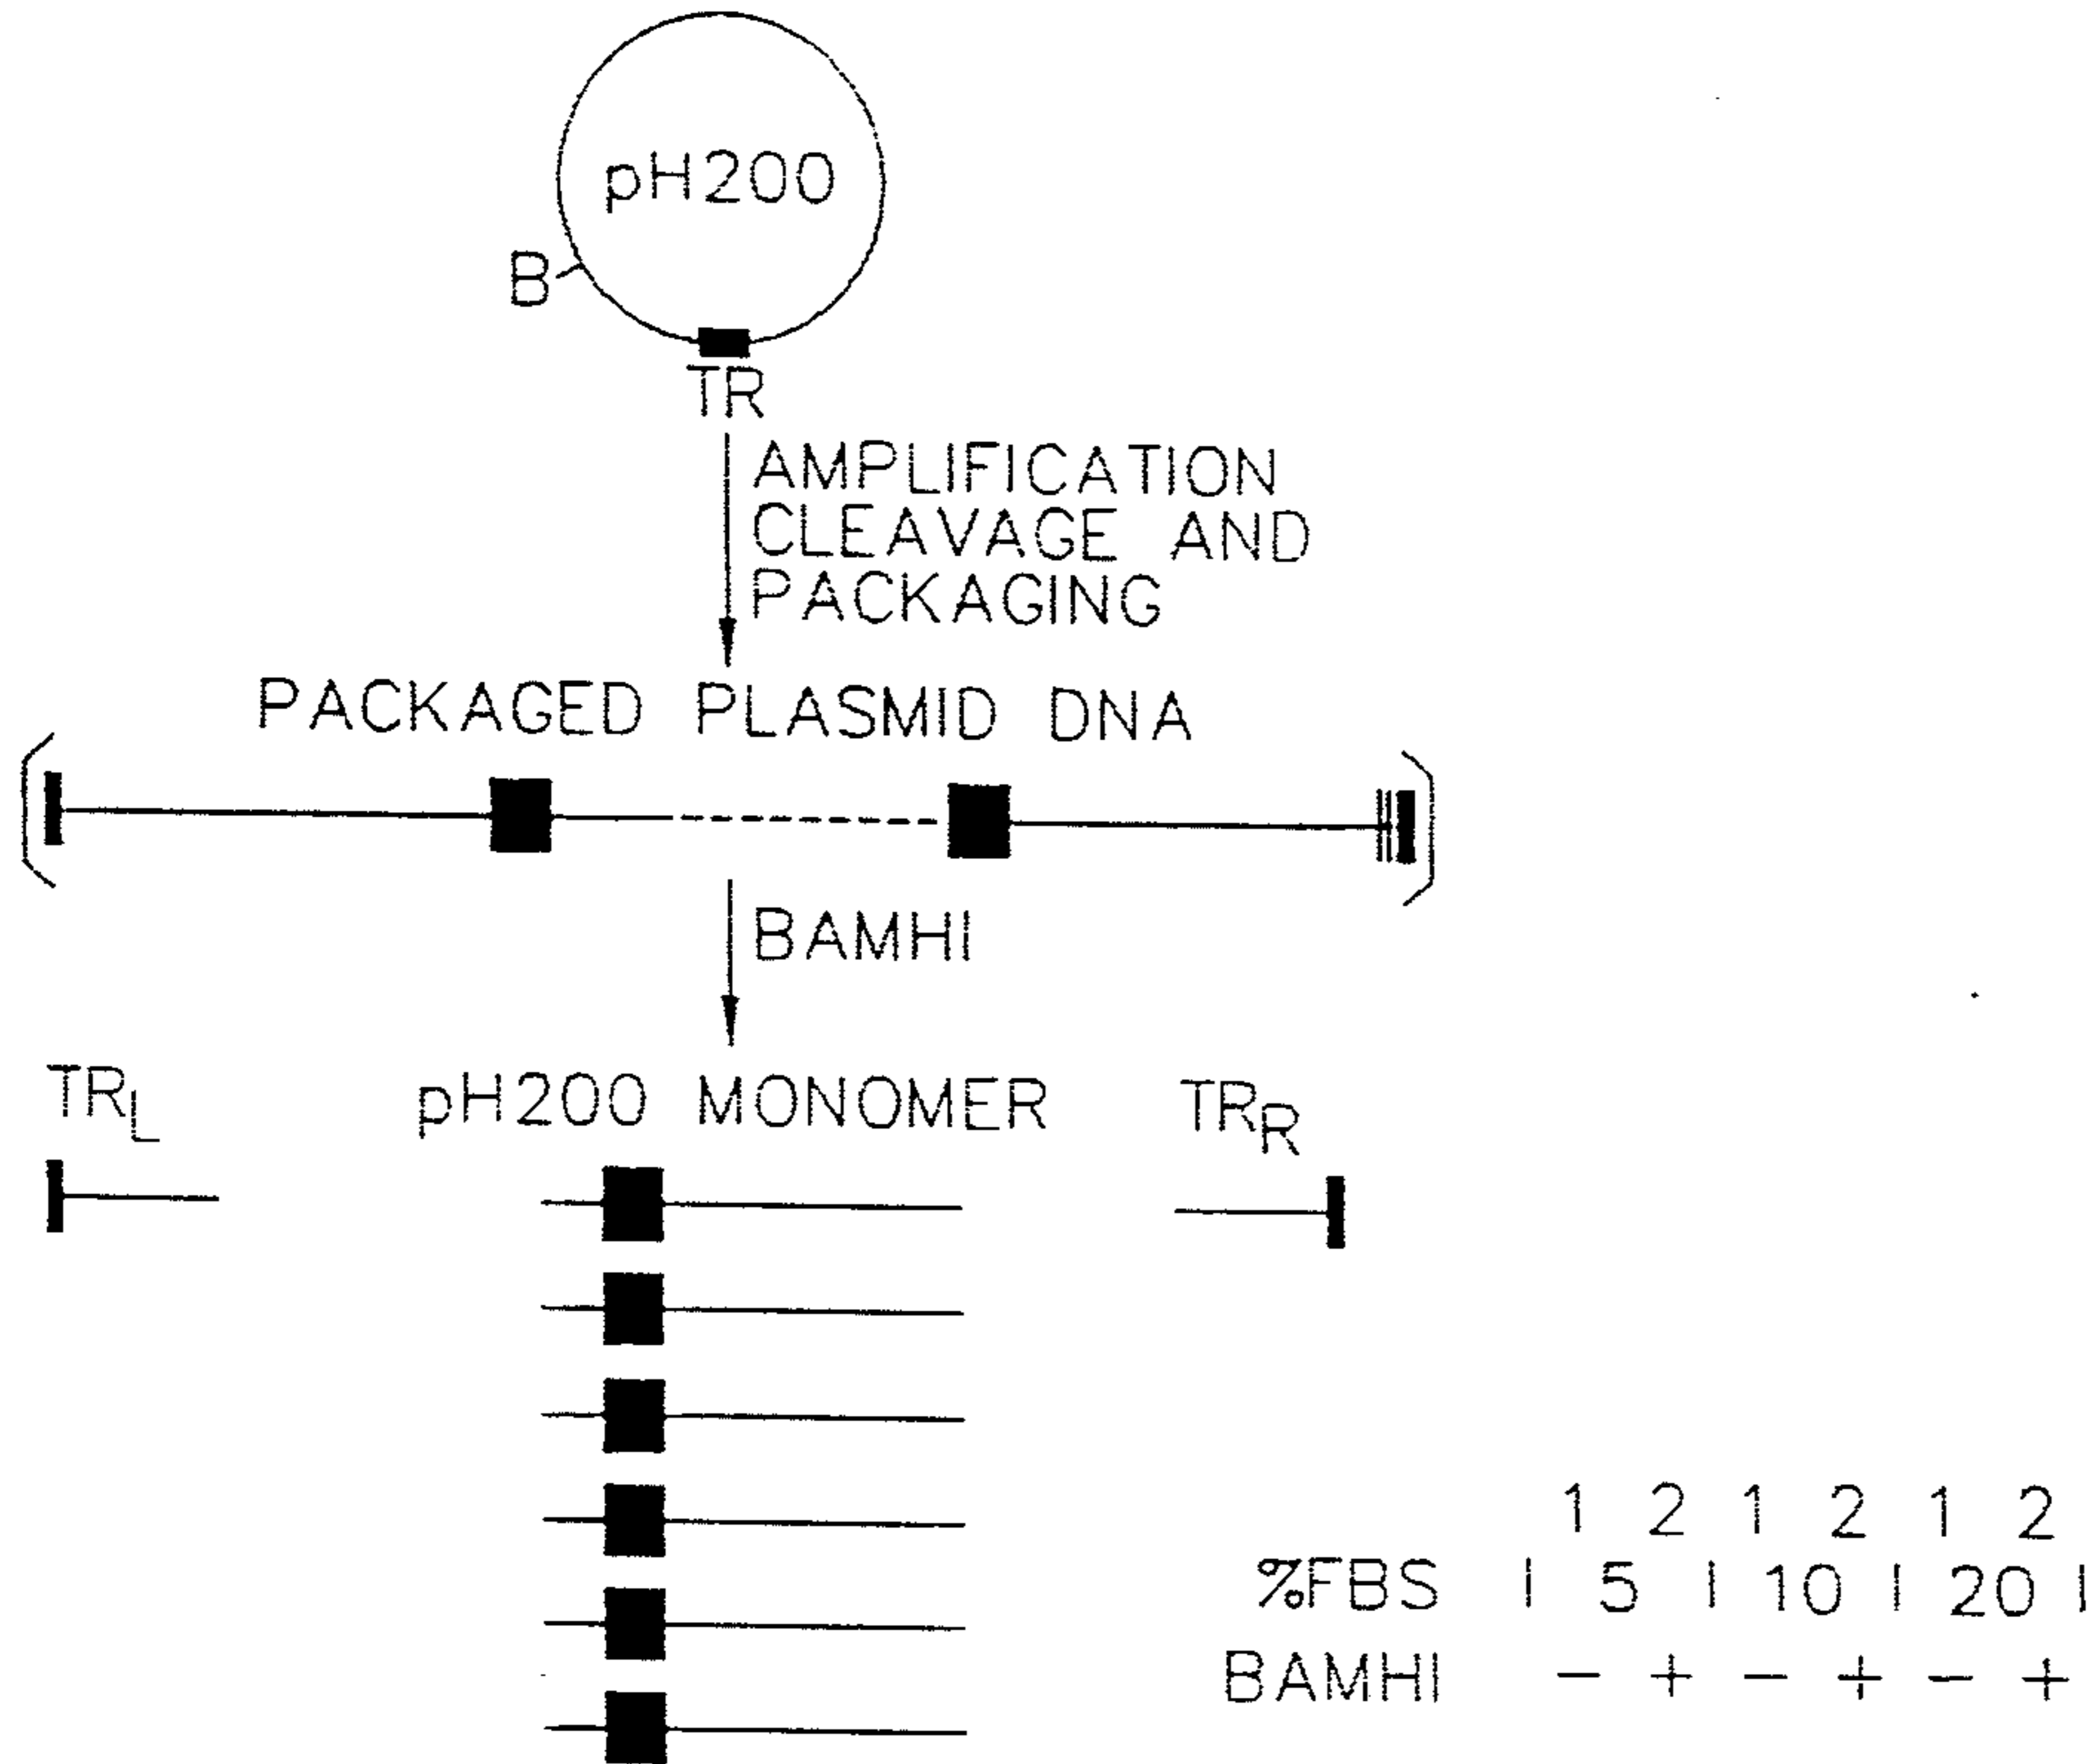 pH200
B
TR
AMPLIFICATION
CLEAVAGE AND
PACKAGING
PACKAGED PLASMID DNA
BAMHI
TRL pH200 MONOMER TRR
1 2 1 2 1 2
%FBS | 5 | 10 | 20 |
BAMHI - + - + - +